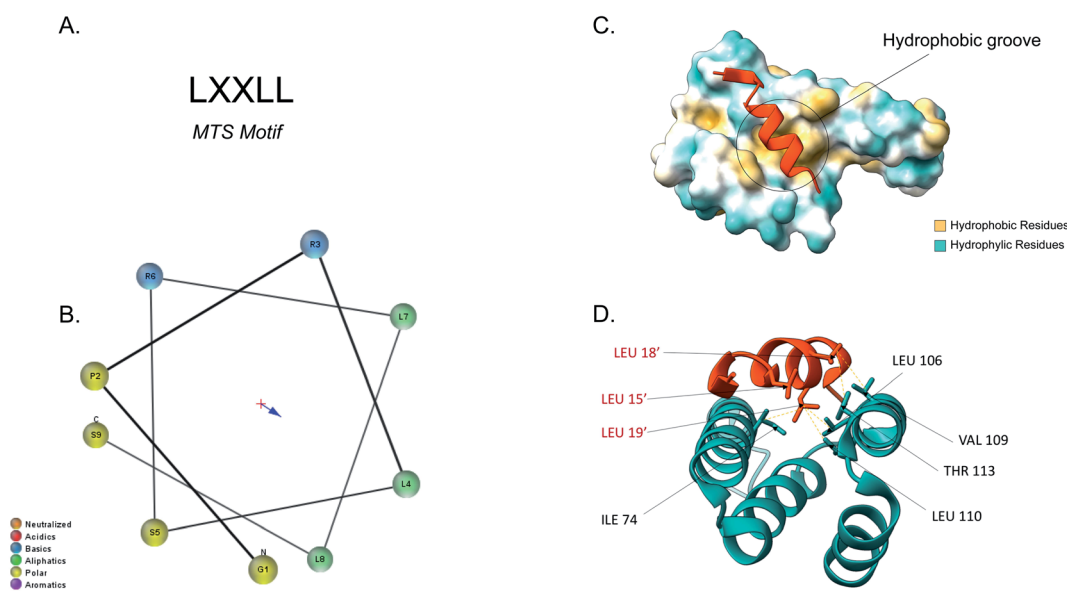 A.
LXXLL
MTS Motif
B.
R3
R6
L7
P2
C
S9
L4
S5
L8
N
G1
Neutralized
Acidics
Basics
Aliphatics
Polar
Aromatics
C.
Hydrophobic groove
Hydrophobic Residues
Hydrophylic Residues
D.
LEU 18′
LEU 106
LEU 15′
LEU 19′
VAL 109
THR 113
ILE 74
LEU 110